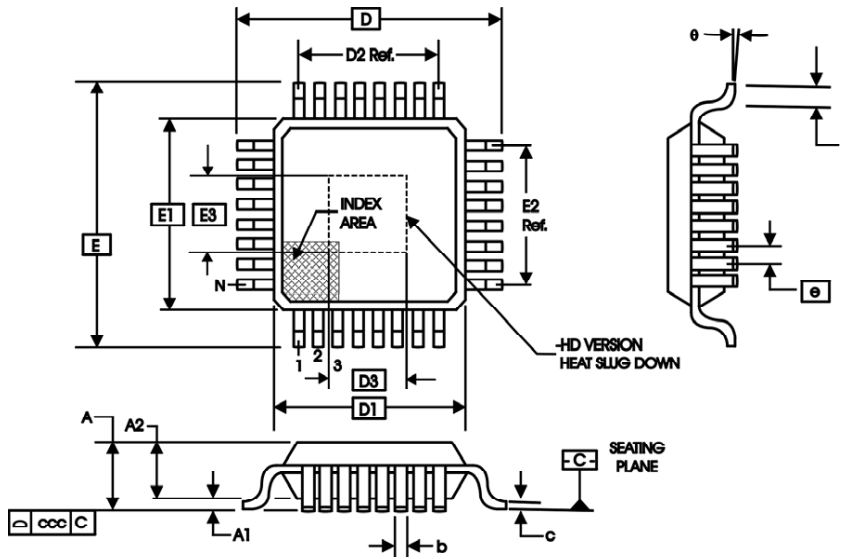 D
D2 Ref.
θ
E
E1
E3
INDEX
AREA
E2
Ref.
N
e
1
2
3
-HD VERSION
HEAT SLUG DOWN
D3
D1
A
A2
SEATING
PLANE
-C-
⌓ ccc C
A1
b
c